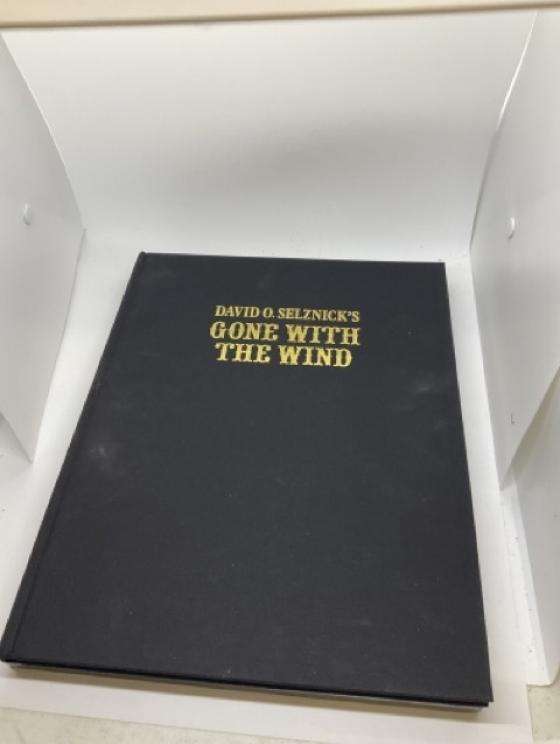 DAVID O. SELZNICK'S
GONE WITH
THE WIND